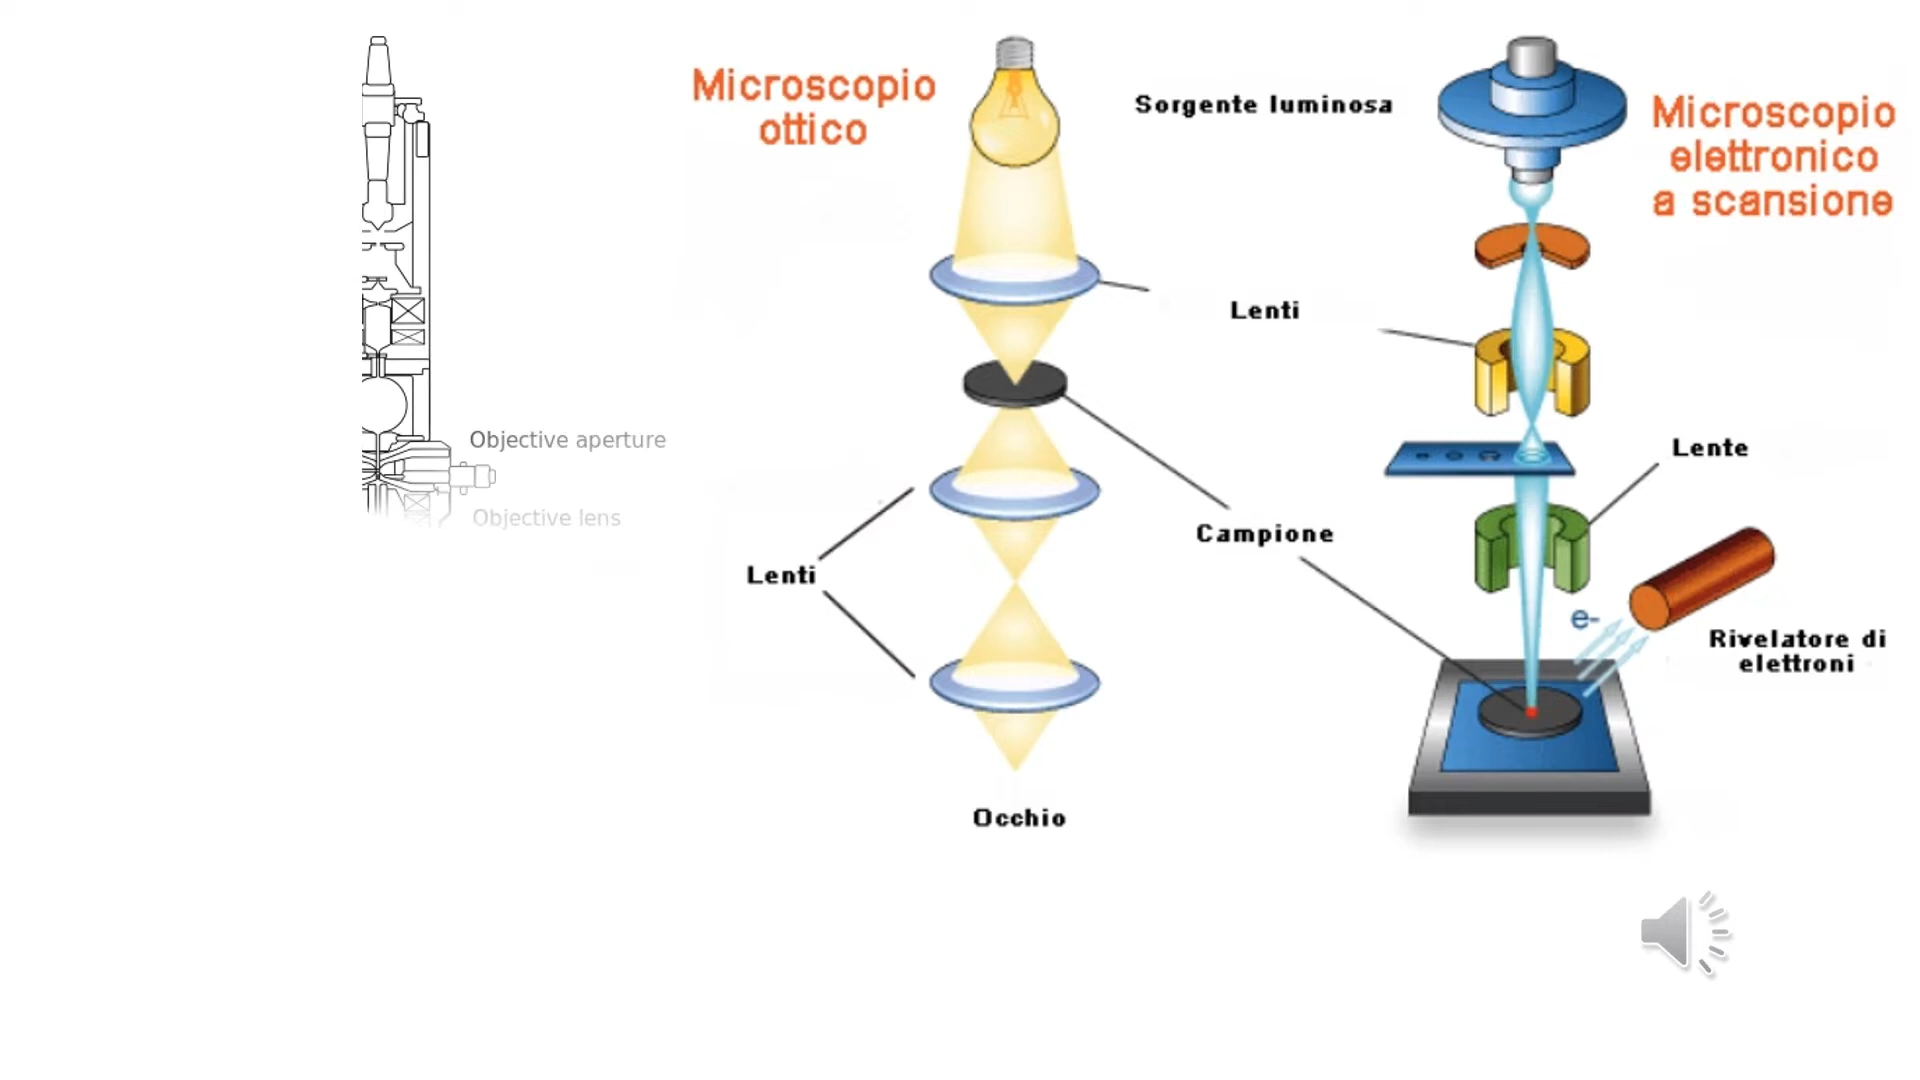 Microscopio
ottico
Sorgente luminosa
Microscopio
elettronico
a scansione
Lenti
Objective aperture
Lente
Objective lens
Campione
Lenti
e-
Rivelatore di
elettroni
Occhio